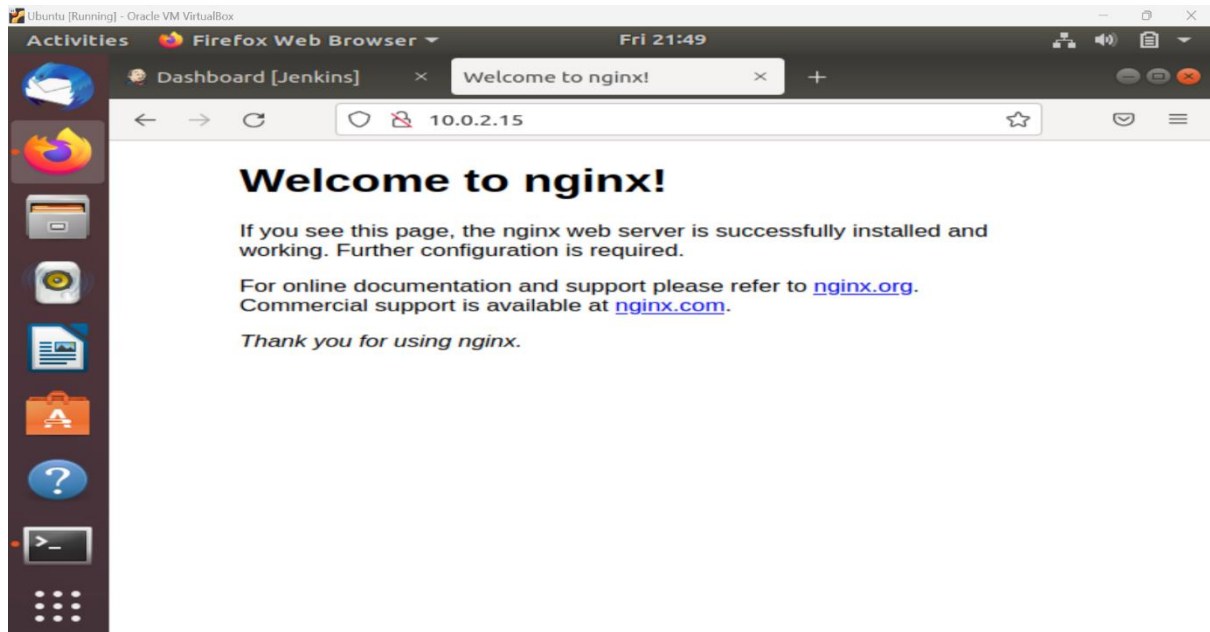 Ubuntu [Running] - Oracle VM VirtualBox
Activities Firefox Web Browser Fri 21:49
Dashboard [Jenkins] Welcome to nginx!
10.0.2.15
Welcome to nginx!
If you see this page, the nginx web server is successfully installed and
working. Further configuration is required.
For online documentation and support please refer to nginx.org.
Commercial support is available at nginx.com.
Thank you for using nginx.